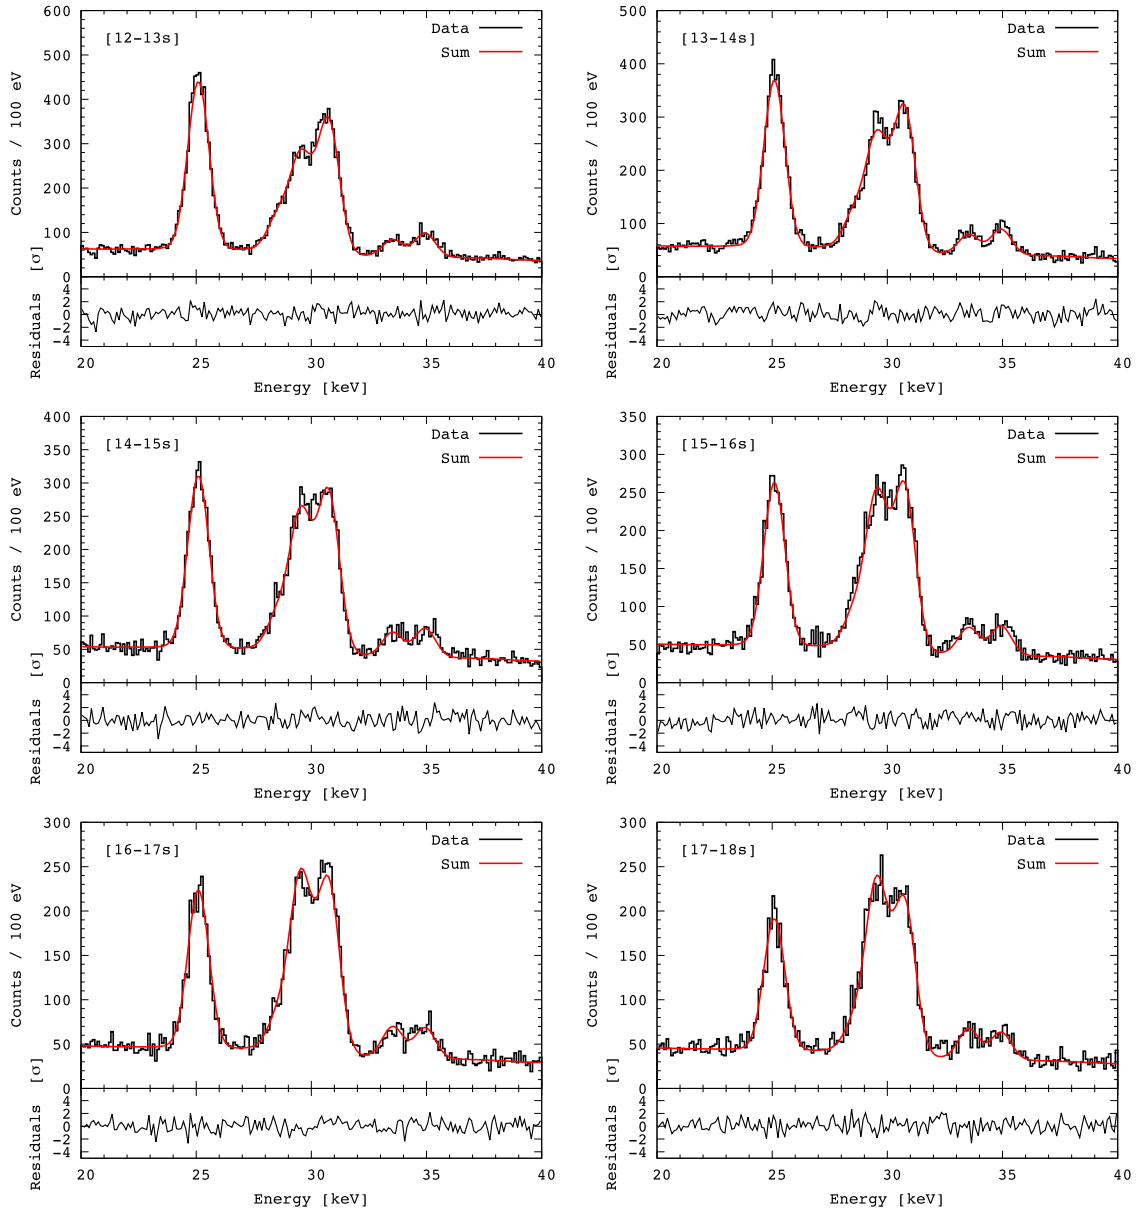 600
500
400
300
200
100
0
Counts / 100 eV
[12-13s]
Data
Sum
4
2
0
-2
-4
Residuals [σ]
20 25 30 35 40
Energy [keV]
500
400
300
200
100
0
Counts / 100 eV
[13-14s]
Data
Sum
4
2
0
-2
-4
Residuals [σ]
20 25 30 35 40
Energy [keV]
400
350
300
250
200
150
100
50
0
Counts / 100 eV
[14-15s]
Data
Sum
4
2
0
-2
-4
Residuals [σ]
20 25 30 35 40
Energy [keV]
350
300
250
200
150
100
50
0
Counts / 100 eV
[15-16s]
Data
Sum
4
2
0
-2
-4
Residuals [σ]
20 25 30 35 40
Energy [keV]
300
250
200
150
100
50
0
Counts / 100 eV
[16-17s]
Data
Sum
4
2
0
-2
-4
Residuals [σ]
20 25 30 35 40
Energy [keV]
300
250
200
150
100
50
0
Counts / 100 eV
[17-18s]
Data
Sum
4
2
0
-2
-4
Residuals [σ]
20 25 30 35 40
Energy [keV]